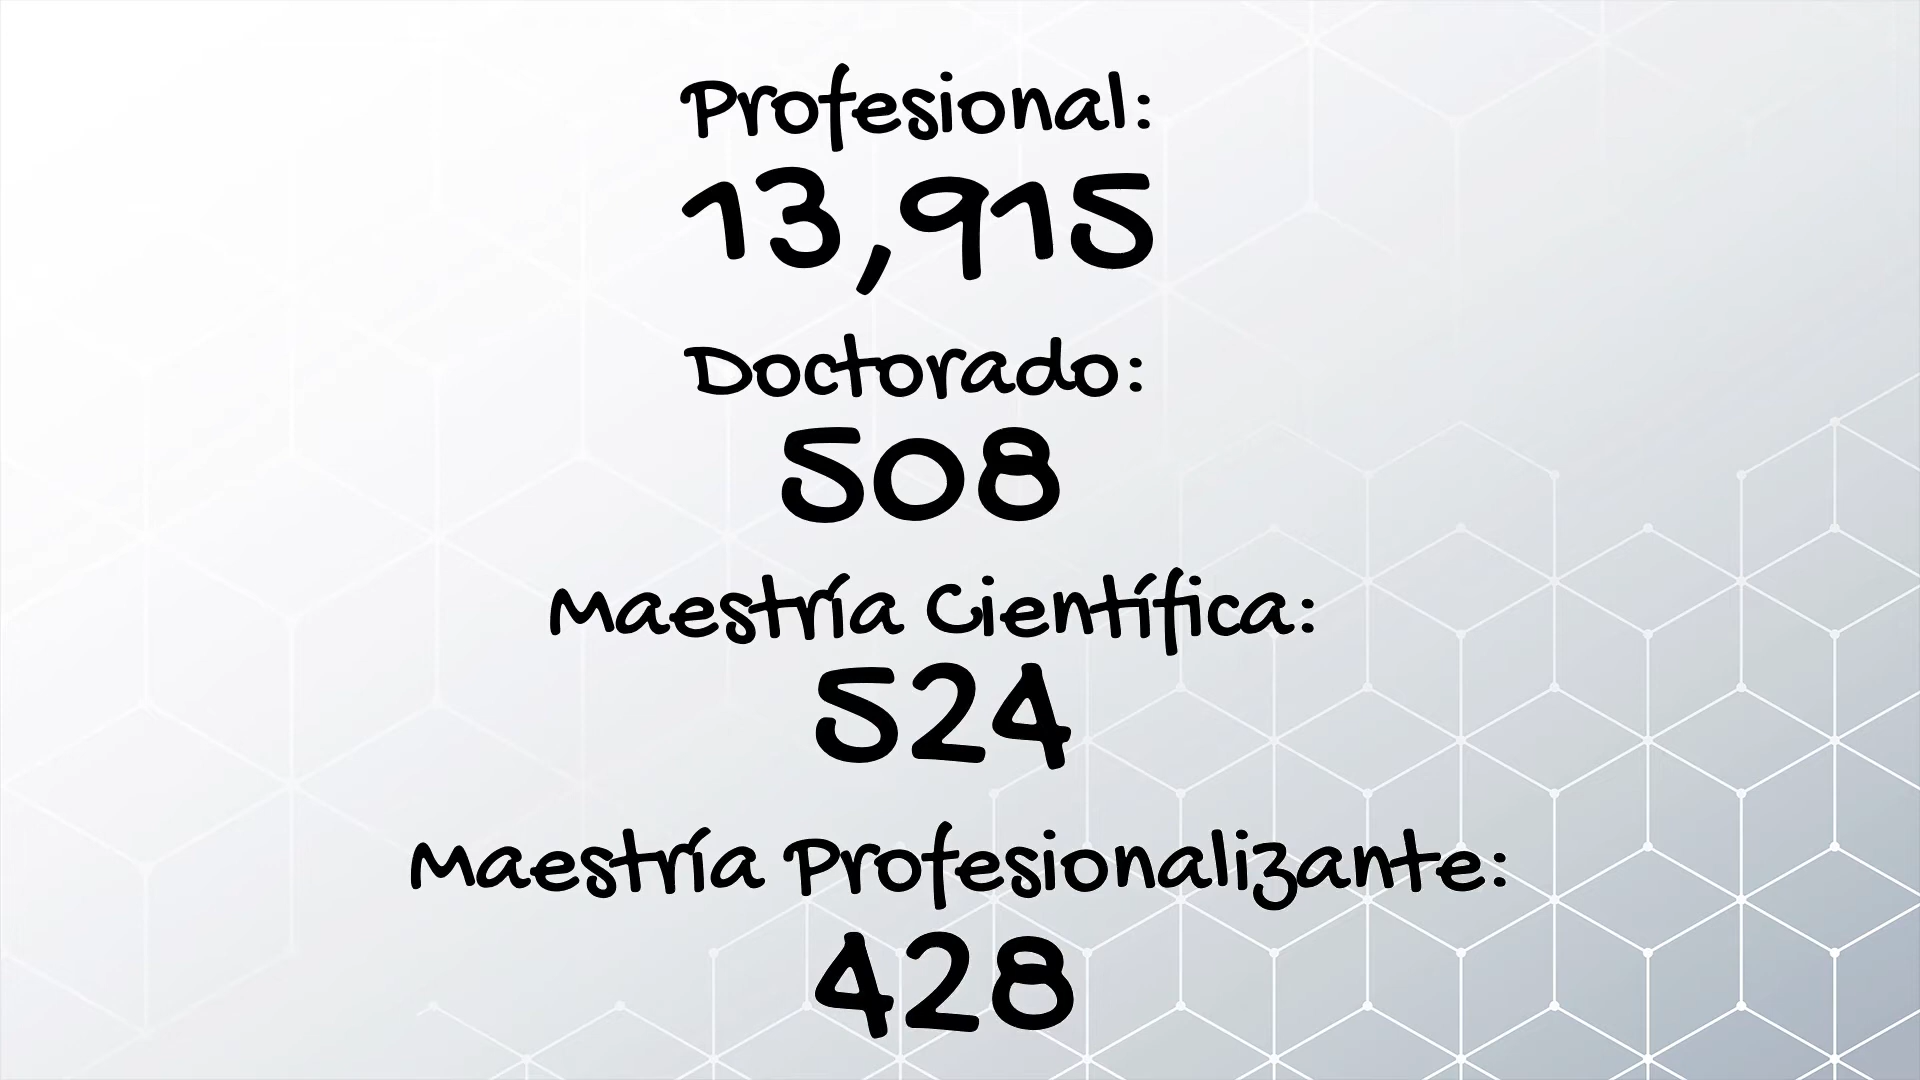 Profesional:
13,915
Doctorado:
508
Maestría Científica:
524
Maestría Profesionalizante:
428